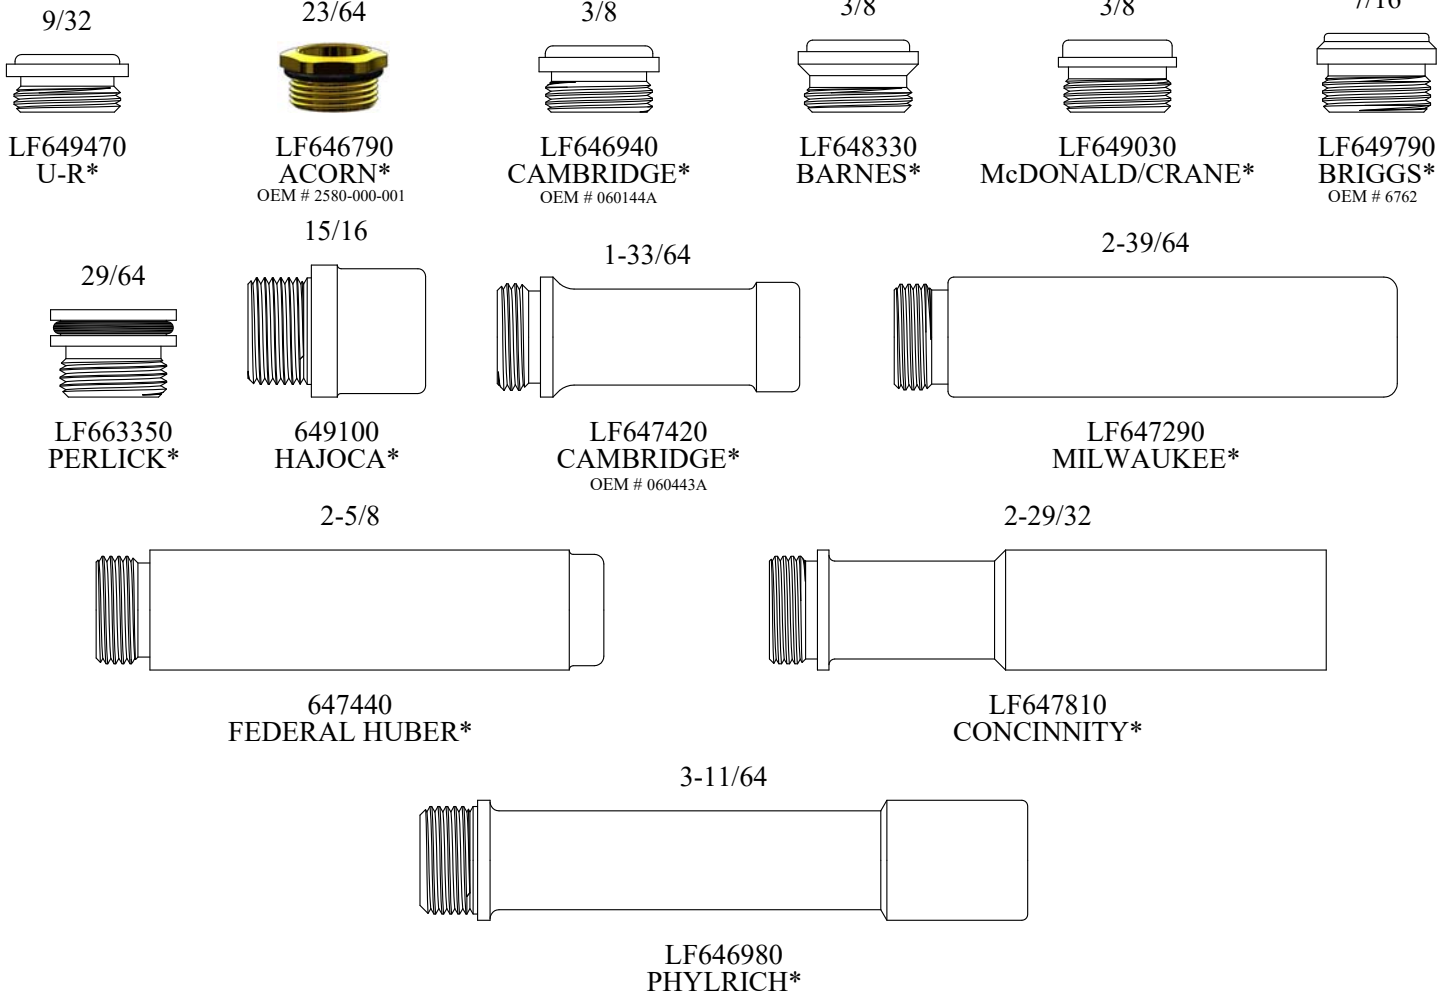 9/32
23/64
3/8
3/8
3/8
7/16
LF649470
U-R*
LF646790
ACORN*
OEM # 2580-000-001
LF646940
CAMBRIDGE*
OEM # 060144A
LF648330
BARNES*
LF649030
McDONALD/CRANE*
LF649790
BRIGGS*
OEM # 6762
29/64
15/16
1-33/64
2-39/64
LF663350
PERLICK*
649100
HAJOCA*
LF647420
CAMBRIDGE*
OEM # 060443A
LF647290
MILWAUKEE*
2-5/8
2-29/32
647440
FEDERAL HUBER*
LF647810
CONCINNITY*
3-11/64
LF646980
PHYLRICH*